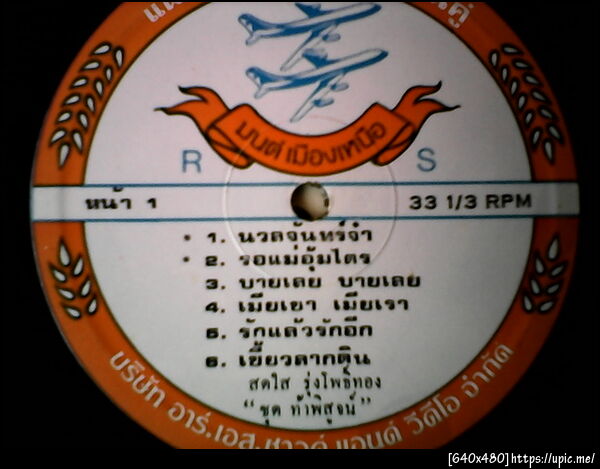 มนต์เมืองเหนือ
R S
หน้า 1 33 1/3 RPM
• 1. นวลจันทร์จำ
• 2. รอแม่อุ้มไตร
3. บายเลย บายเลย
4. เมียเขา เมียเรา
5. รักแล้วรักอีก
6. เขี้ยวลากดิน
สดใส รุ่งโพธิ์ทอง
"ชุด ท้าพิสูจน์"
บริษัท อาร์.เอส.ซาวด์ แอนด์ วีดีโอ จำกัด
[640x480]https://upic.me/